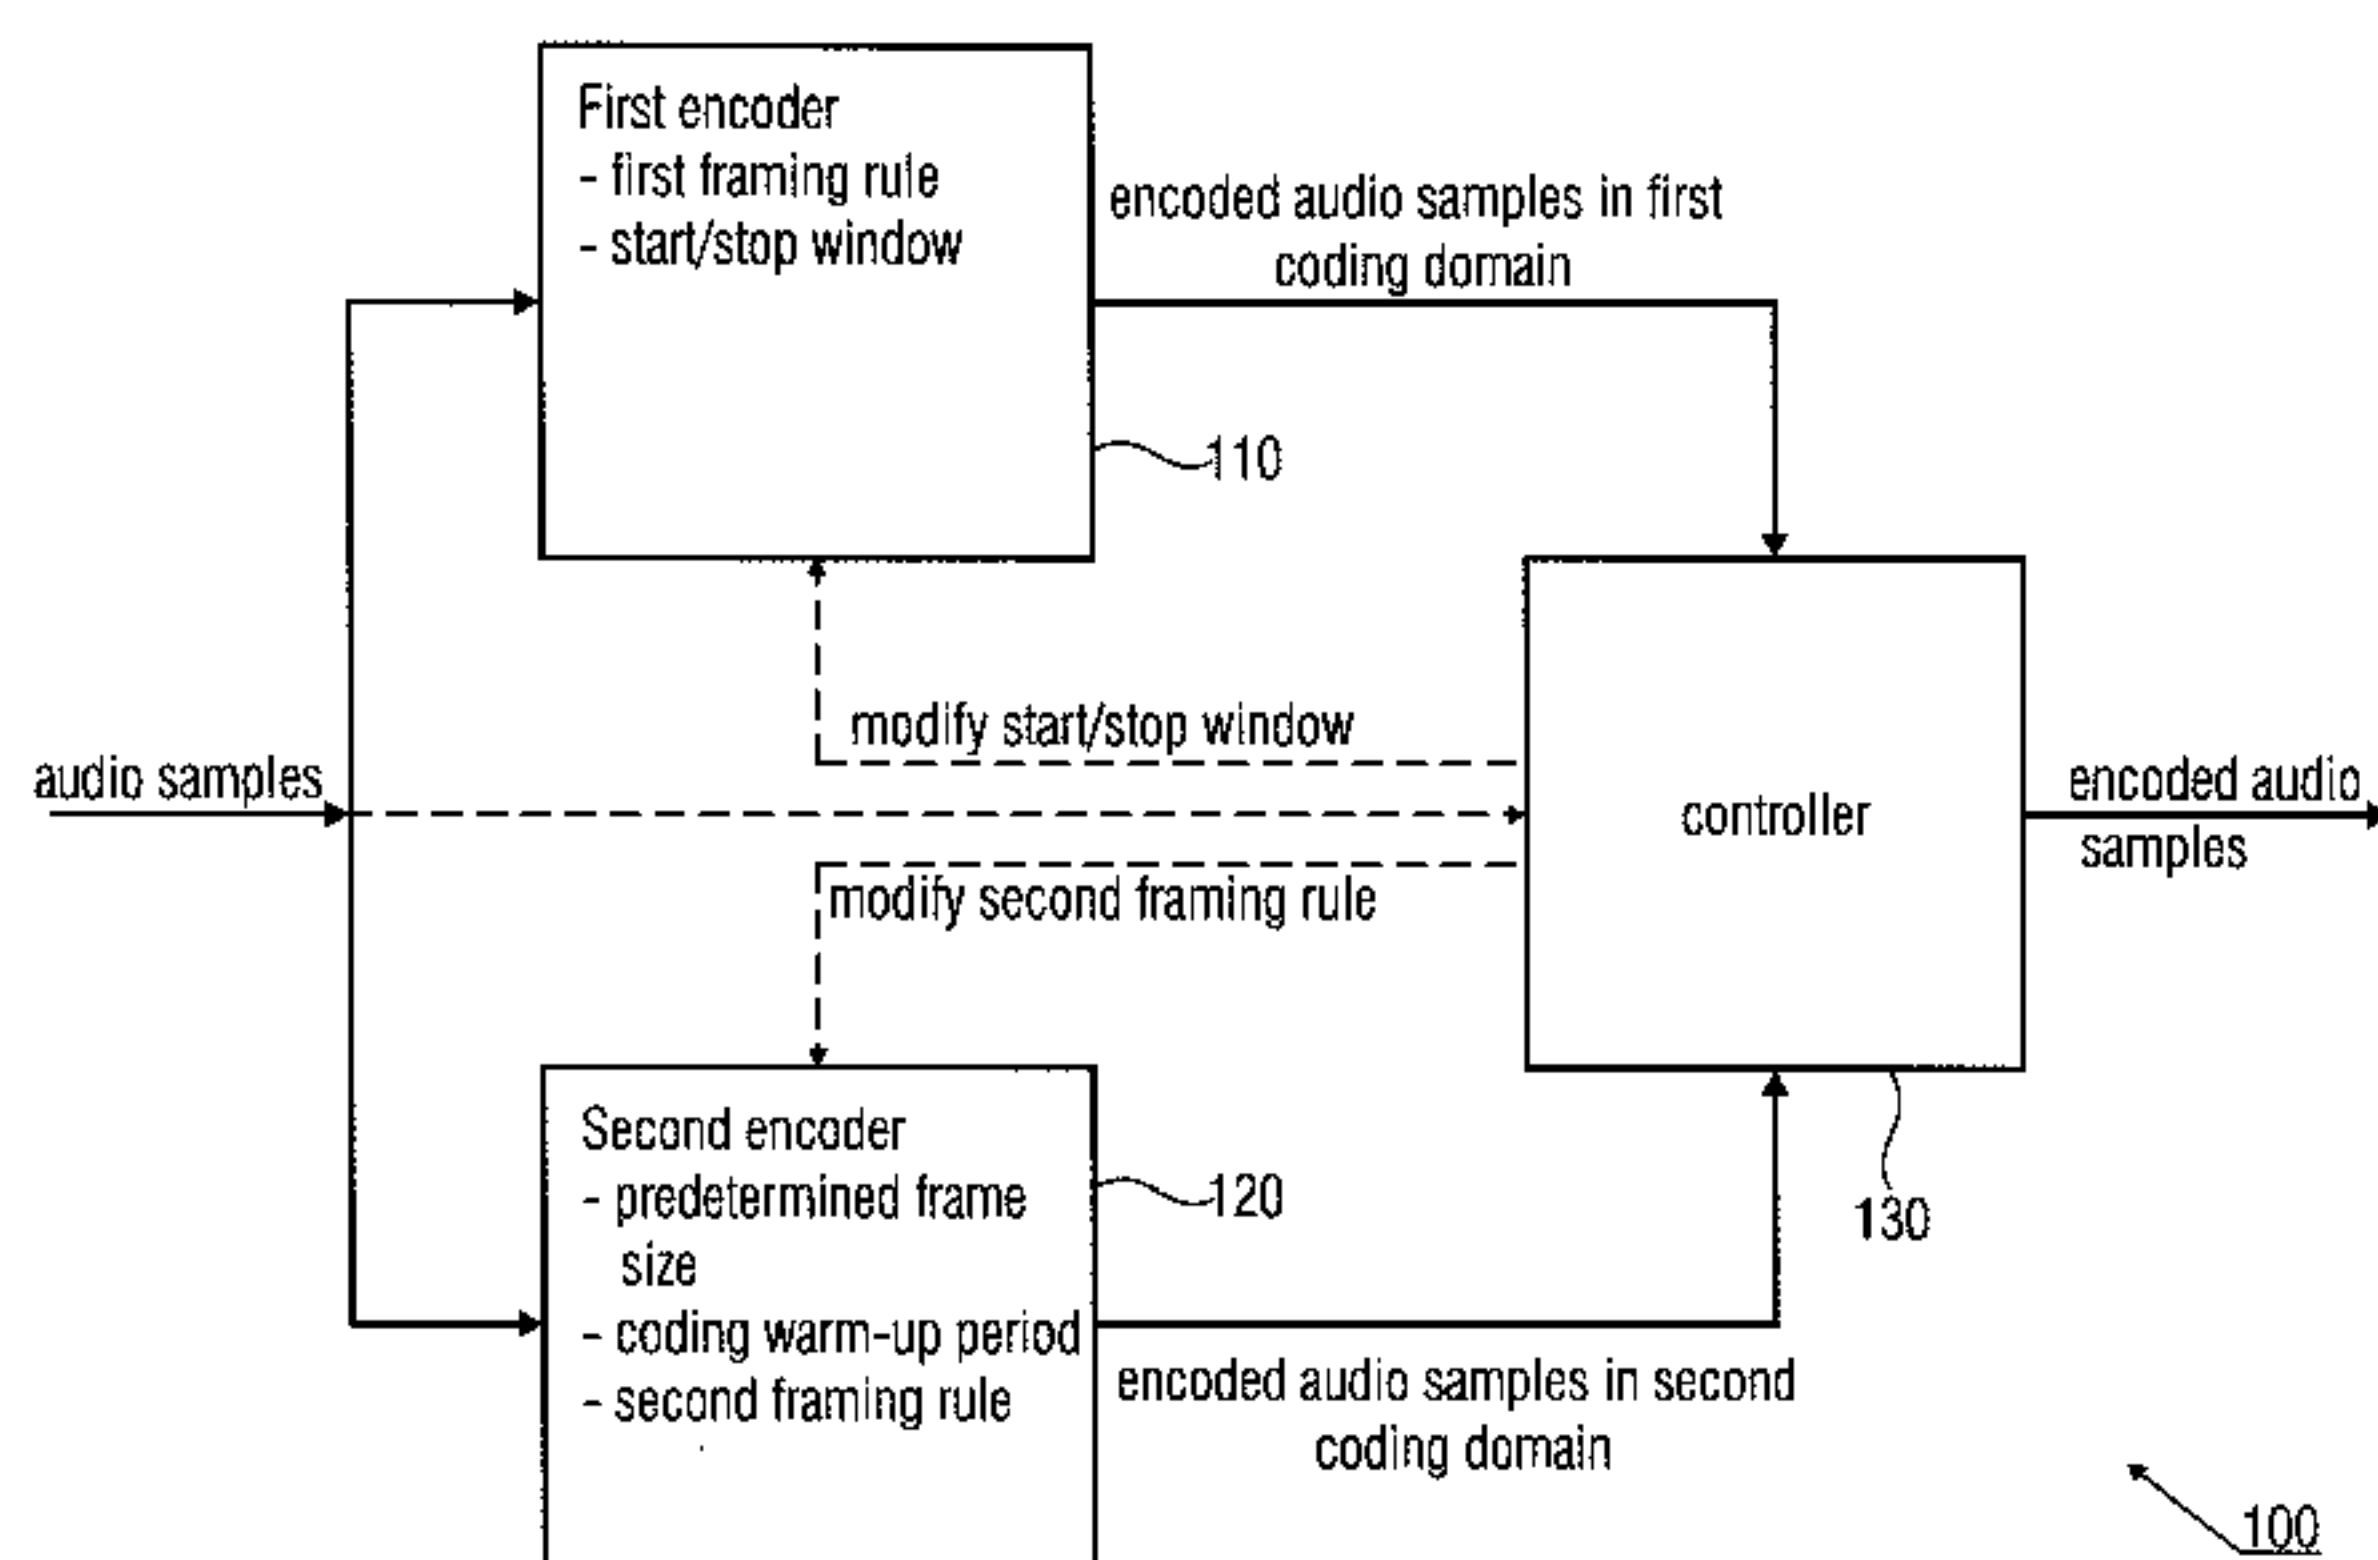 First encoder
- first framing rule
- start/stop window
encoded audio samples in first
coding domain
110
modify start/stop window
audio samples
controller
encoded audio
samples
modify second framing rule
Second encoder
- predetermined frame
size
- coding warm-up period
- second framing rule
120
130
encoded audio samples in second
coding domain
100